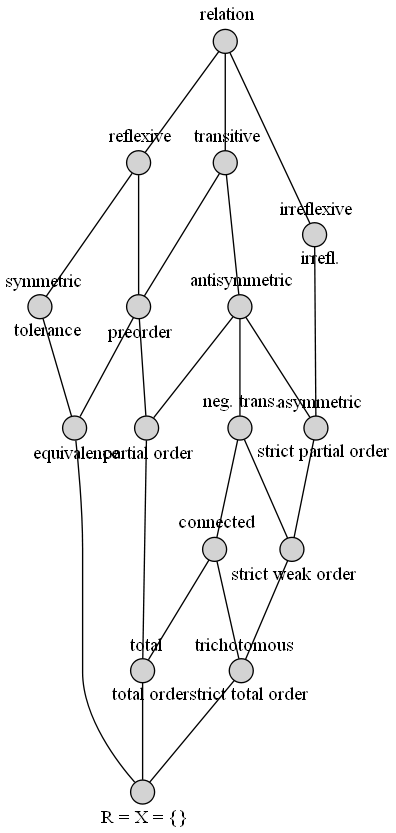 relation
reflexive
transitive
irreflexive
irrefl.
symmetric
antisymmetric
tolerance
preorder
neg. trans.
asymmetric
equivalence
partial order
strict partial order
connected
strict weak order
total
trichotomous
total order
strict total order
R = X = {}